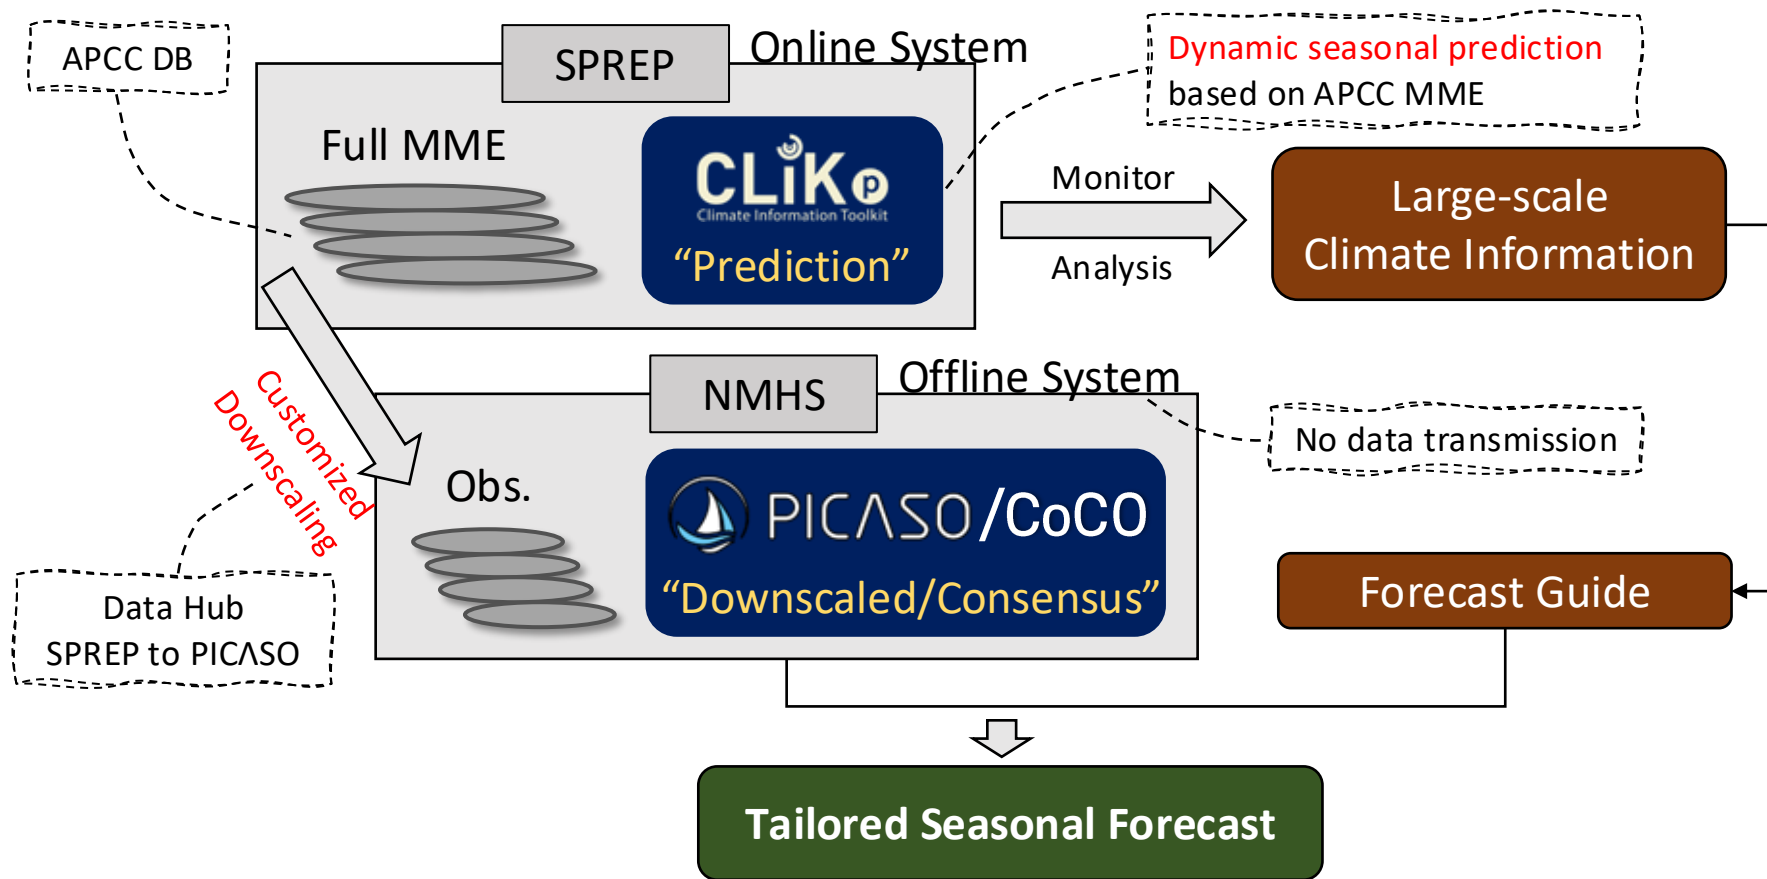 APCC DB
SPREP
Online System
Dynamic seasonal prediction
based on APCC MME
Full MME
CLiK p
Climate Information Toolkit
“Prediction”
Monitor
Analysis
Large-scale
Climate Information
Customized
Downscaling
NMHS
Offline System
No data transmission
Obs.
PICΛSO/CoCO
“Downscaled/Consensus”
Data Hub
SPREP to PICΛSO
Forecast Guide
Tailored Seasonal Forecast